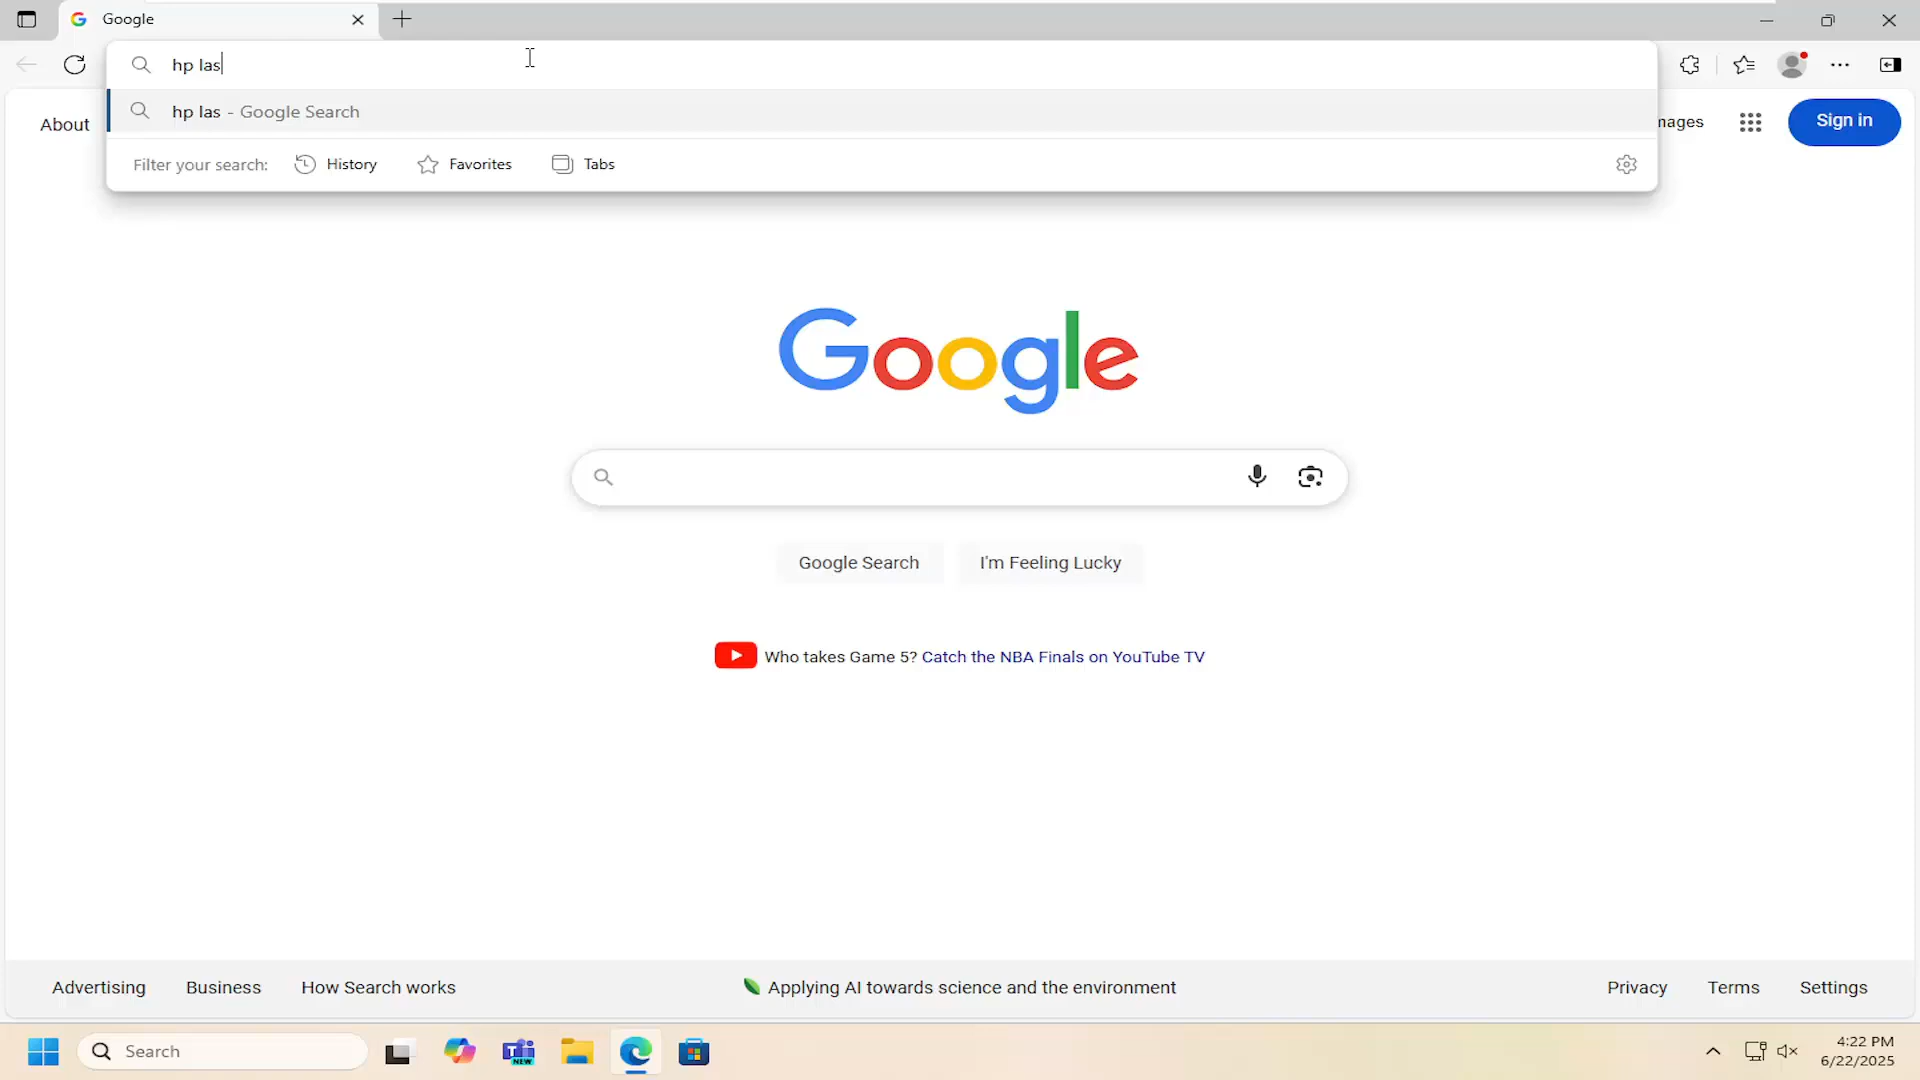 Google
hp las
hp las - Google Search
Filter your search: History Favorites Tabs
About
mages
Sign in
Google
Google Search
I'm Feeling Lucky
Who takes Game 5? Catch the NBA Finals on YouTube TV
Advertising Business How Search works
Applying AI towards science and the environment
Privacy Terms Settings
Search
NEW
4:22 PM
6/22/2025